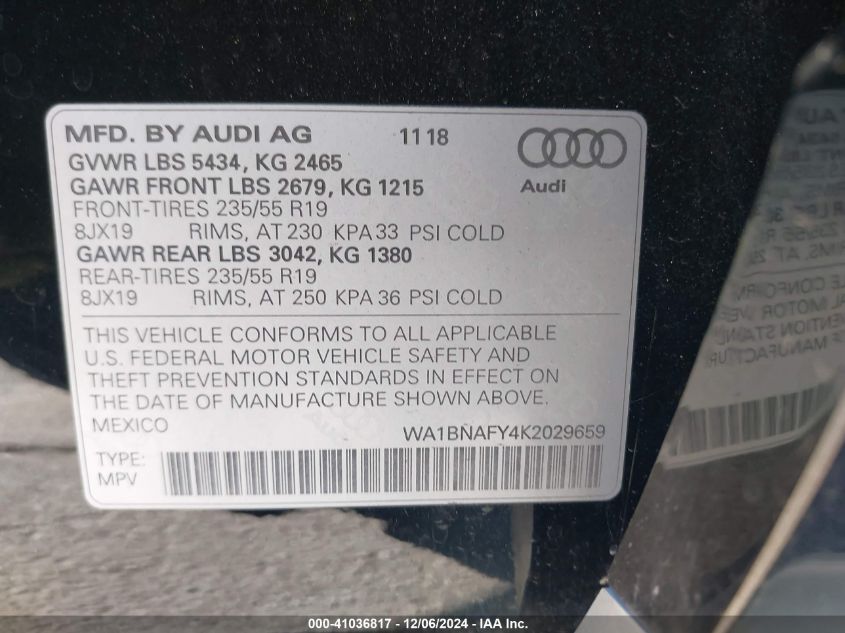 MFD. BY AUDI AG 11 18
GVWR LBS 5434, KG 2465
GAWR FRONT LBS 2679, KG 1215
FRONT-TIRES 235/55 R19
8JX19 RIMS, AT 230 KPA 33 PSI COLD
GAWR REAR LBS 3042, KG 1380
REAR-TIRES 235/55 R19
8JX19 RIMS, AT 250 KPA 36 PSI COLD
Audi
THIS VEHICLE CONFORMS TO ALL APPLICABLE
U.S. FEDERAL MOTOR VEHICLE SAFETY AND
THEFT PREVENTION STANDARDS IN EFFECT ON
THE DATE OF MANUFACTURE SHOWN ABOVE.
MEXICO WA1BNAFY4K2029659
TYPE:
MPV
000-41036817 - 12/06/2024 - IAA Inc.